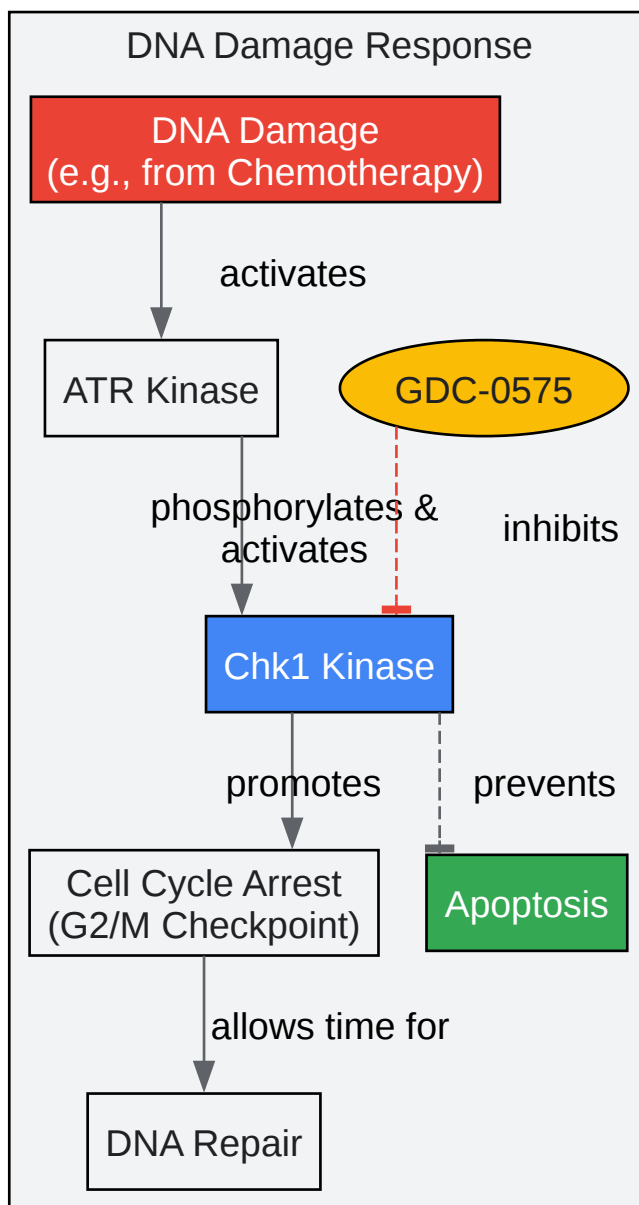 DNA Damage Response
DNA Damage
(e.g., from Chemotherapy)
activates
ATR Kinase
GDC-0575
phosphorylates &
activates
inhibits
Chk1 Kinase
promotes
prevents
Cell Cycle Arrest
(G2/M Checkpoint)
Apoptosis
allows time for
DNA Repair